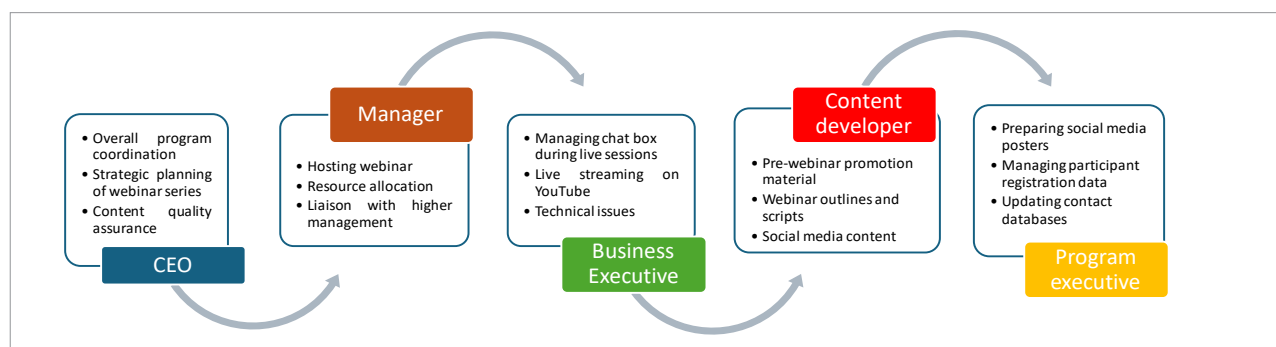 • Overall program
coordination
• Strategic planning
of webinar series
• Content quality
assurance
CEO
Manager
• Hosting webinar
• Resource allocation
• Liaison with higher
management
• Managing chat box
during live sessions
• Live streaming on
YouTube
• Technical issues
Business
Executive
Content
developer
• Pre-webinar promotion
material
• Webinar outlines and
scripts
• Social media content
• Preparing social media
posters
• Managing participant
registration data
• Updating contact
databases
Program
executive